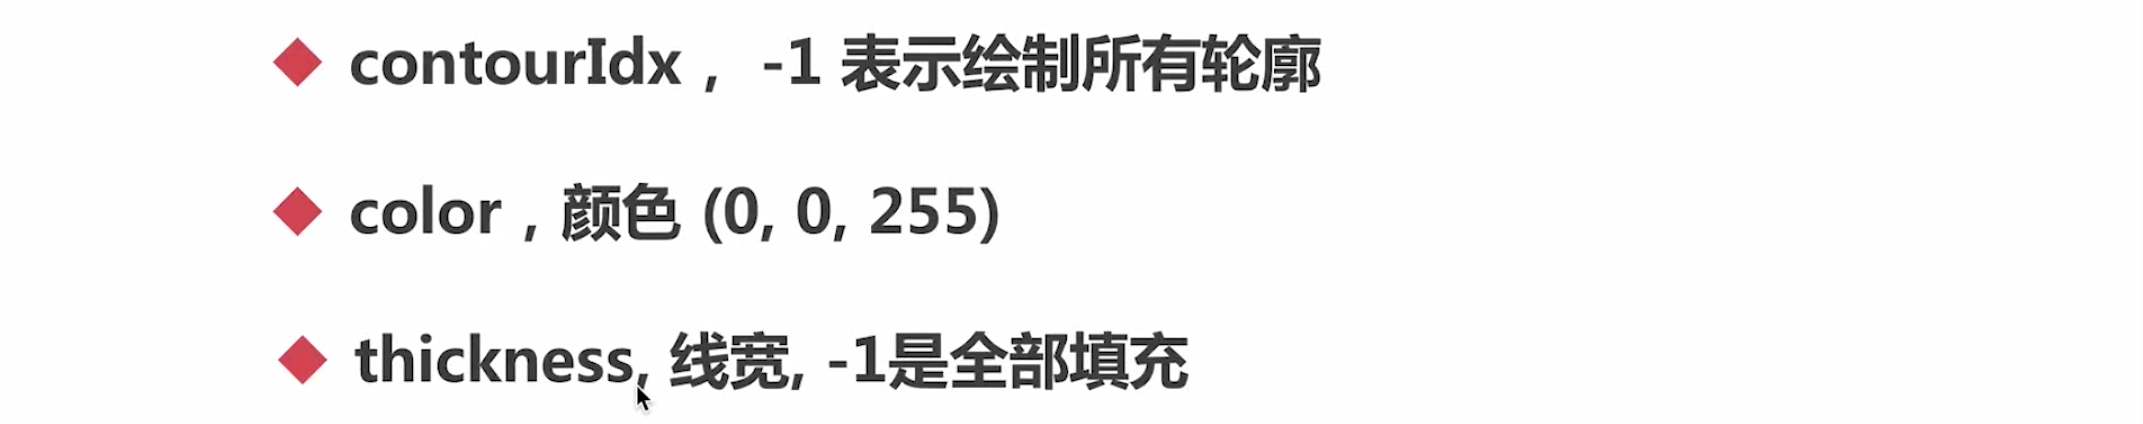 contourIdx， -1 表示绘制所有轮廓
color，颜色 (0, 0, 255)
thickness, 线宽, -1是全部填充